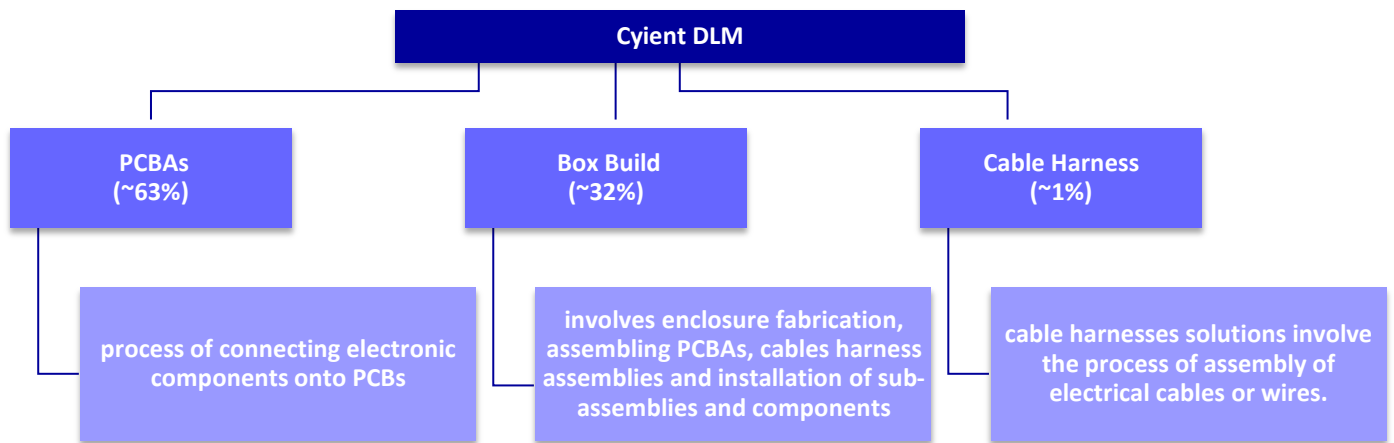 Cyient DLM
PCBAs
(~63%)
Box Build
(~32%)
Cable Harness
(~1%)
process of connecting electronic
components onto PCBs
involves enclosure fabrication,
assembling PCBAs, cables harness
assemblies and installation of sub-
assemblies and components
cable harnesses solutions involve
the process of assembly of
electrical cables or wires.